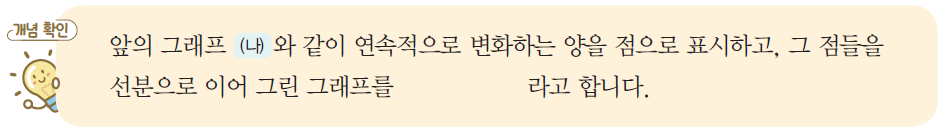 개념 확인
앞의 그래프 (나)와 같이 연속적으로 변화하는 양을 점으로 표시하고, 그 점들을
선분으로 이어 그린 그래프를 라고 합니다.